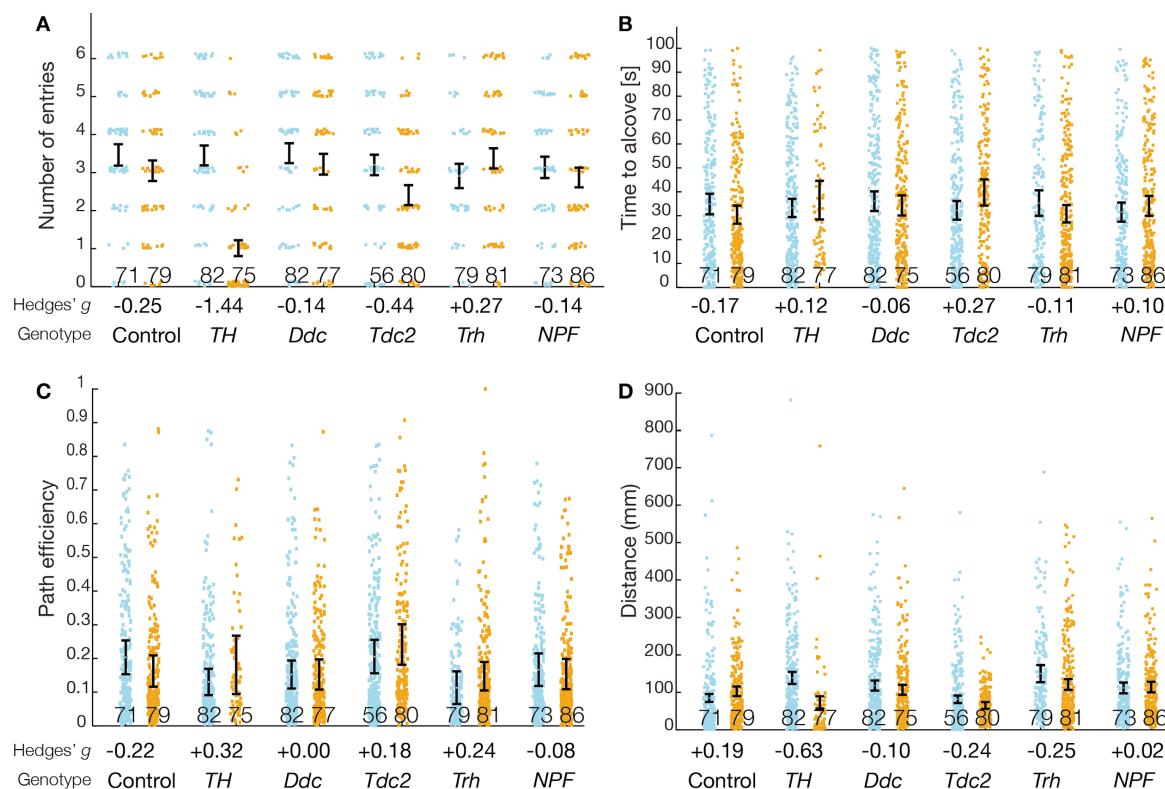 A
Number of entries
6
5
4
3
2
1
0
71 79 82 75 82 77 56 80 79 81 73 86
Hedges' g -0.25 -1.44 -0.14 -0.44 +0.27 -0.14
Genotype Control TH Ddc Tdc2 Trh NPF
B
Time to alcove [s]
100
90
80
70
60
50
40
30
20
10
0
71 79 82 77 82 75 56 80 79 81 73 86
-0.17 +0.12 -0.06 +0.27 -0.11 +0.10
Control TH Ddc Tdc2 Trh NPF
C
Path efficiency
1
0.9
0.8
0.7
0.6
0.5
0.4
0.3
0.2
0.1
0
71 79 82 75 82 77 56 80 79 81 73 86
Hedges' g -0.22 +0.32 +0.00 +0.18 +0.24 -0.08
Genotype Control TH Ddc Tdc2 Trh NPF
D
Distance (mm)
900
800
700
600
500
400
300
200
100
0
71 79 82 77 82 75 56 80 79 81 73 86
+0.19 -0.63 -0.10 -0.24 -0.25 +0.02
Control TH Ddc Tdc2 Trh NPF